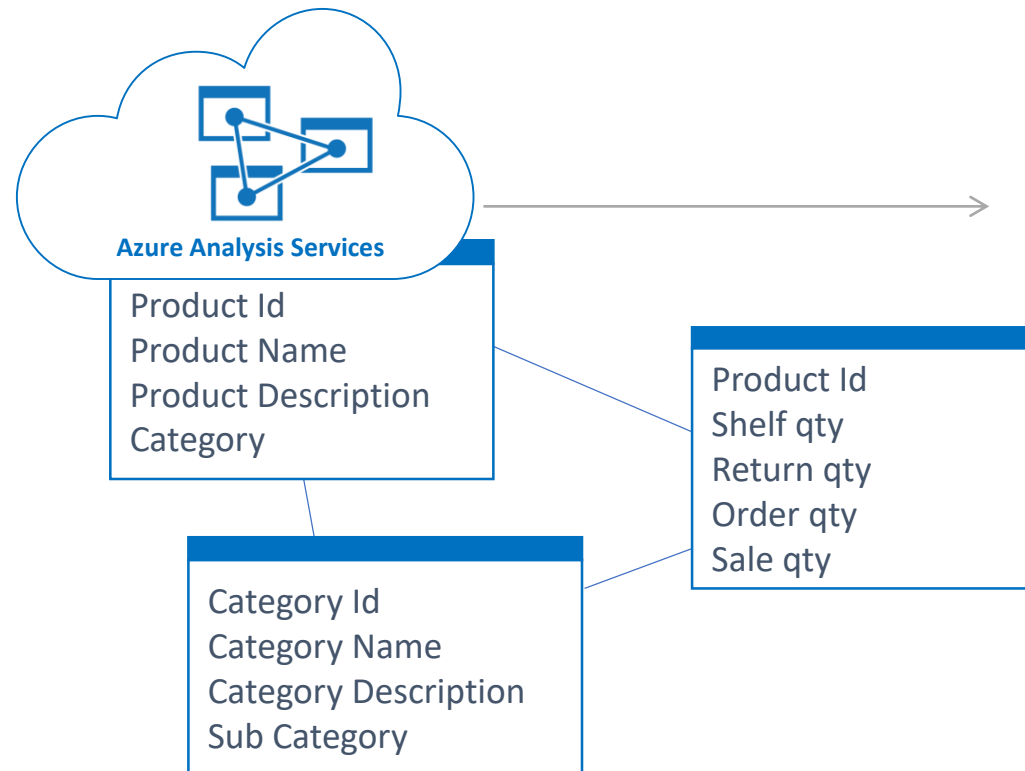 Azure Analysis Services
Product Id
Product Name
Product Description
Category
Product Id
Shelf qty
Return qty
Order qty
Sale qty
Category Id
Category Name
Category Description
Sub Category